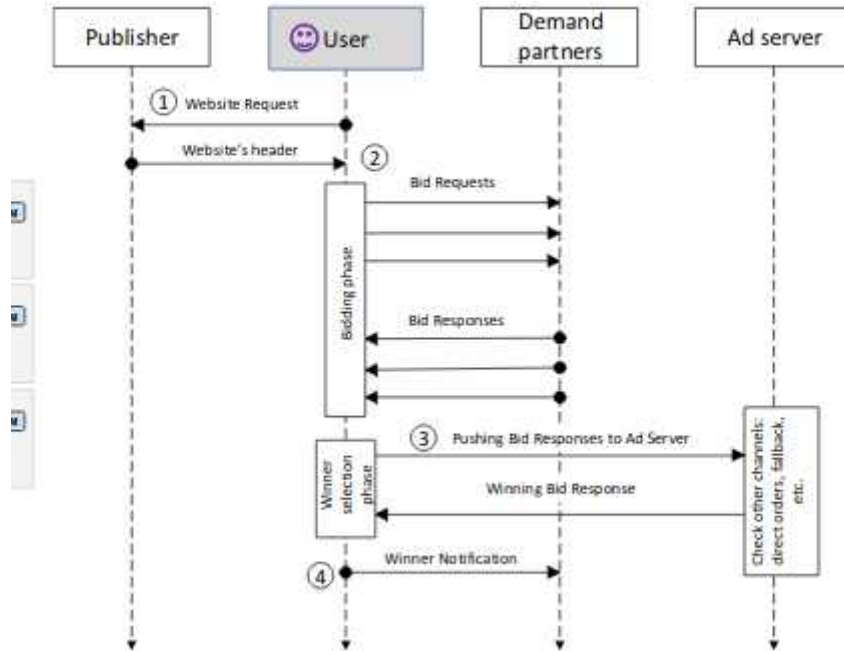 Publisher
User
Demand
partners
Ad server
1 Website Request
Website's header
2
Bid Requests
Bidding phase
Bid Responses
3 Pushing Bid Responses to Ad Server
Winner
selection
phase
Winning Bid Response
Check other channels:
direct orders, fallback,
etc.
4 Winner Notification